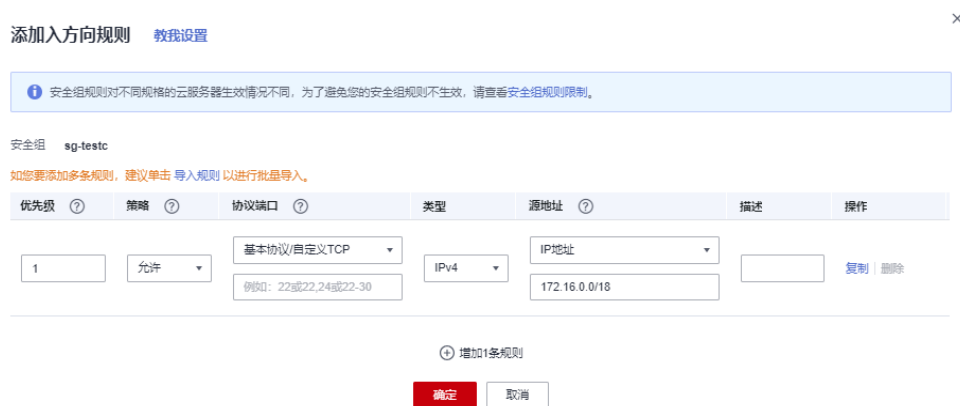 添加入方向规则 教我设置
安全组规则对不同规格的云服务器生效情况不同，为了避免您的安全组规则不生效，请查看安全组规则限制。
安全组 sg-testc
如您要添加多条规则，建议单击 导入规则 以进行批量导入。
优先级 策略 协议端口 类型 源地址 描述 操作
基本协议/自定义TCP IP地址
1 允许 IPv4 复制 删除
例如：22或22,24或22-30 172.16.0.0/18
增加1条规则
确定 取消